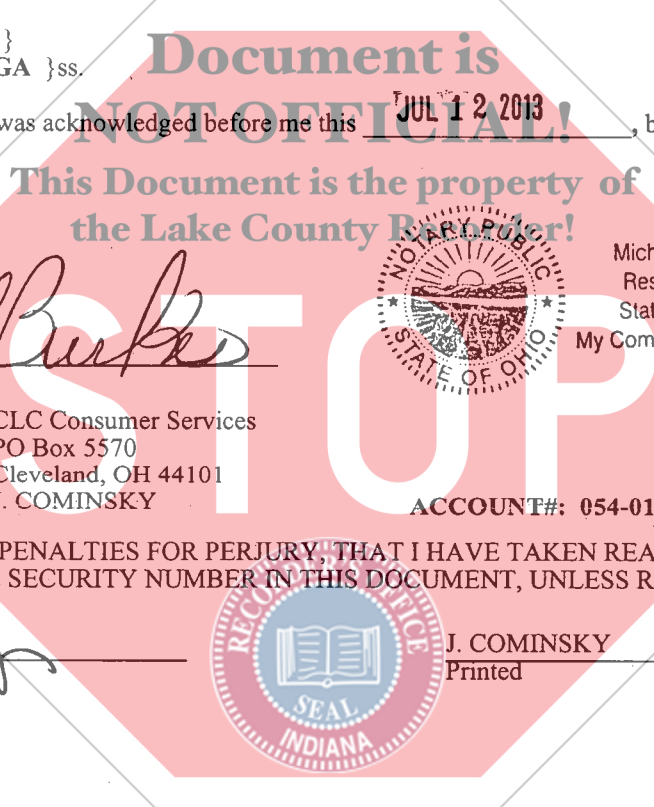 }
GA }ss.
Document is
NOT OFFICIAL!
was acknowledged before me this JUL 12 2013, b
This Document is the property of
the Lake County Recorder!
NOTARY PUBLIC
STATE OF OHIO
Mich
Res
Stat
My Com
Burkes
STOP
CLC Consumer Services
PO Box 5570
Cleveland, OH 44101
J. COMINSKY
ACCOUNT#: 054-01
PENALTIES FOR PERJURY, THAT I HAVE TAKEN REA
SECURITY NUMBER IN THIS DOCUMENT, UNLESS R
RECORDER'S OFFICE
SEAL
INDIANA
J. COMINSKY
Printed